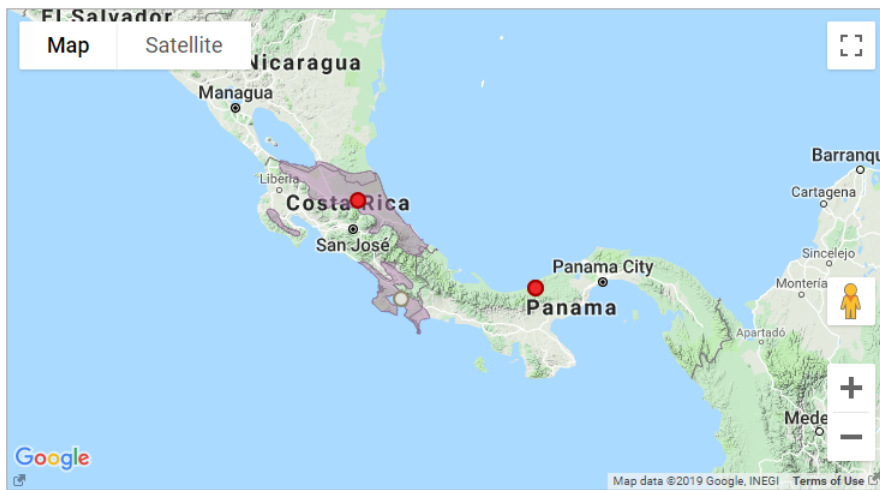 El Salvador
Map
Satellite
Nicaragua
Managua
Barranqu
Liberia
Cartagena
Costa Rica
San José
Sincelejo
Panama City
Montería
Panama
Apartadó
Mede
Google
Map data ©2019 Google, INEGI
Terms of Use